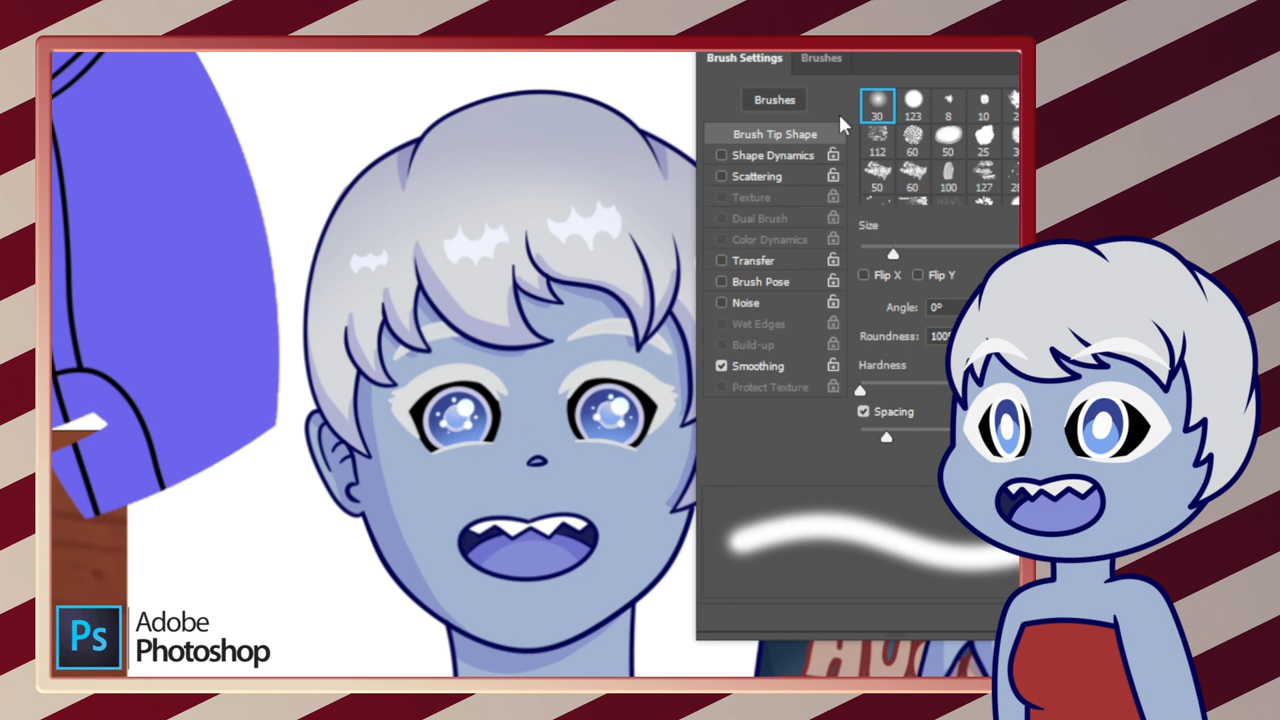 Brush Settings Brushes
Brushes
30 123 8 10
Brush Tip Shape
112 60 50 25
Shape Dynamics
Scattering
50 60 100 127
Texture
Dual Brush
Size
Color Dynamics
Transfer
Flip X Flip Y
Brush Pose
Noise
Angle: 0°
Wet Edges
Roundness:
Build-up
Hardness
Smoothing
Protect Texture
Spacing
Ps Adobe
Photoshop